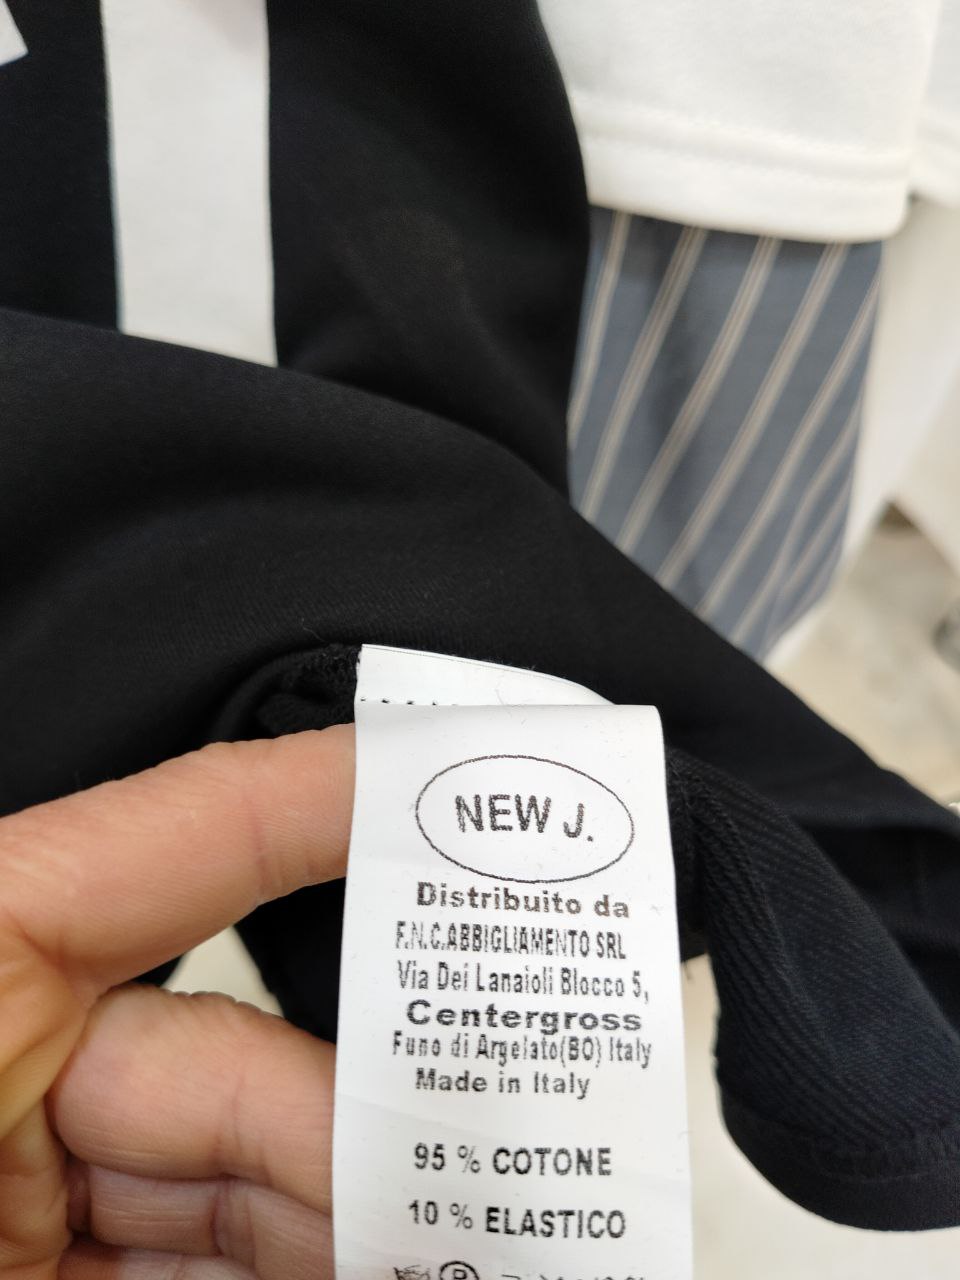 NEW J.
Distribuito da
F.N.C.ABBIGLIAMENTO SRL
Via Dei Lanaioli Blocco 5,
Centergross
Funo di Argelato(BO) Italy
Made in Italy
95 % COTONE
10 % ELASTICO
P